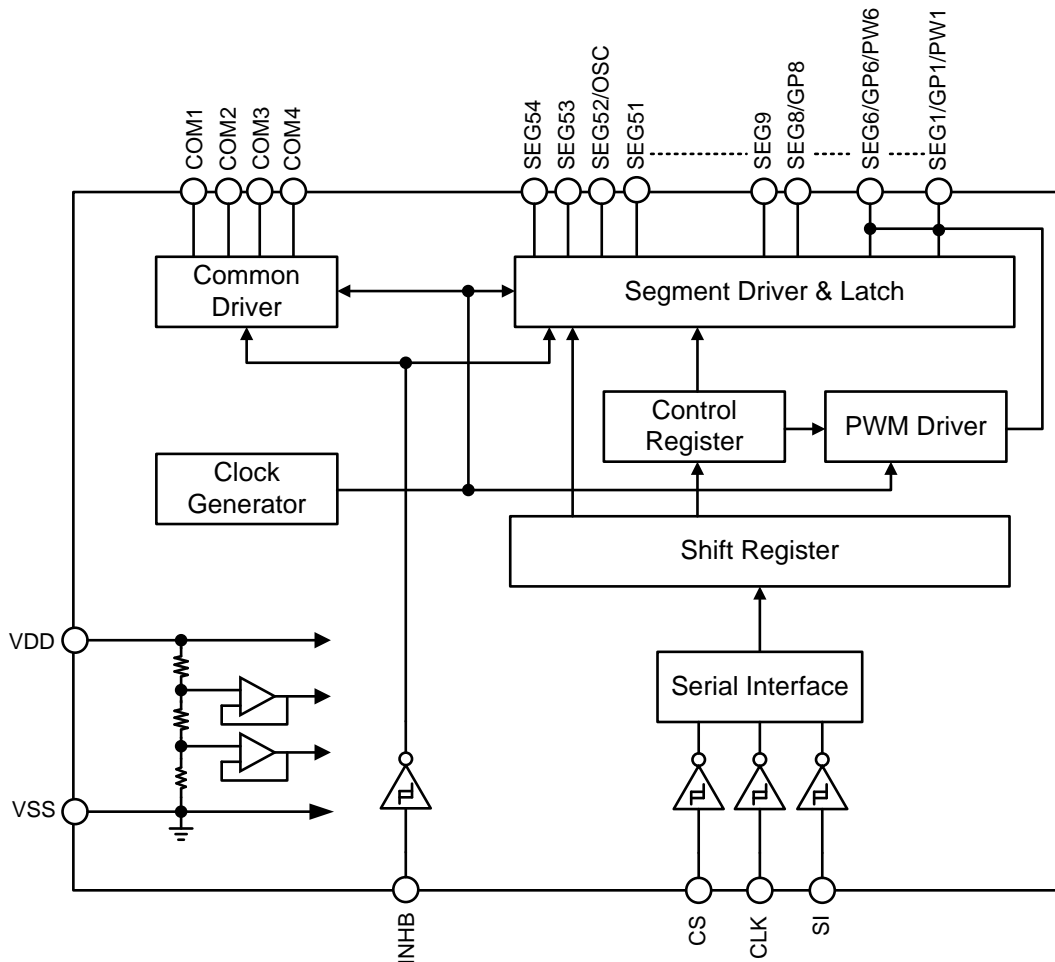 COM1
COM2
COM3
COM4
SEG54
SEG53
SEG52/OSC
SEG51
SEG9
SEG8/GP8
SEG6/GP6/PW6
SEG1/GP1/PW1
Common
Driver
Segment Driver & Latch
Control
Register
PWM Driver
Clock
Generator
Shift Register
VDD
Serial Interface
VSS
INHB
CS
CLK
SI